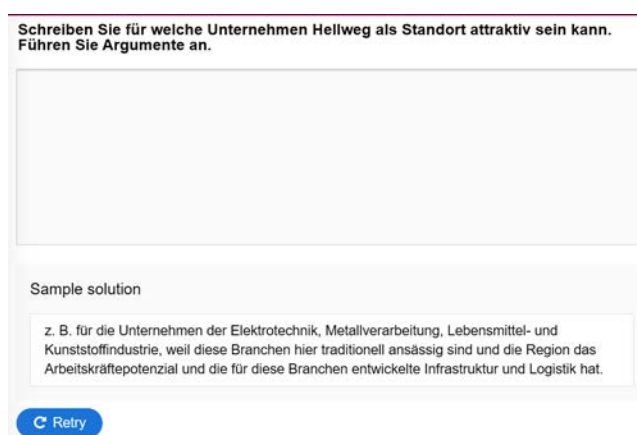 Schreiben Sie für welche Unternehmen Hellweg als Standort attraktiv sein kann.
Führen Sie Argumente an.
Sample solution
z. B. für die Unternehmen der Elektrotechnik, Metallverarbeitung, Lebensmittel- und
Kunststoffindustrie, weil diese Branchen hier traditionell ansässig sind und die Region das
Arbeitskräftepotenzial und die für diese Branchen entwickelte Infrastruktur und Logistik hat.
Retry